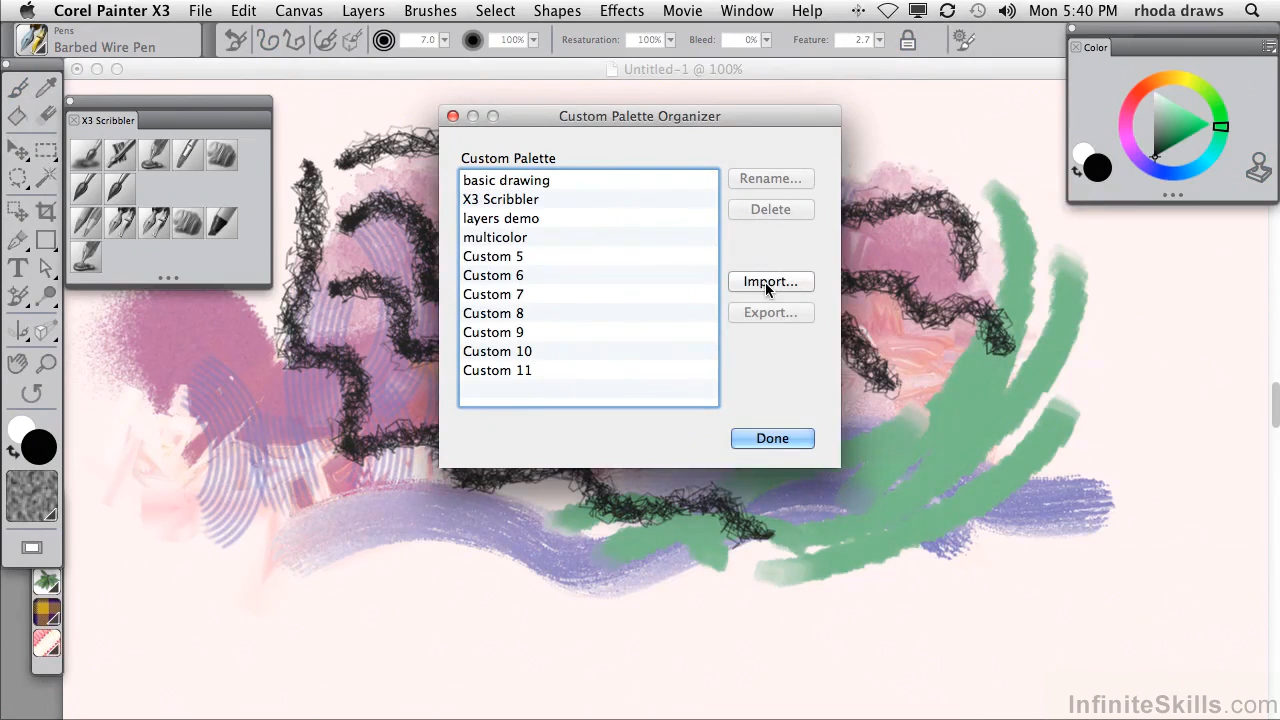 Corel Painter X3 File Edit Canvas Layers Brushes Select Shapes Effects Movie Window Help Mon 5:40 PM rhoda draws
Pens
Barbed Wire Pen
7.0 100% Resaturation: 100% Bleed: 0% Feature: 2.7
Color
Untitled-1 @ 100%
X3 Scribbler
Custom Palette Organizer
Custom Palette
basic drawing
X3 Scribbler
layers demo
multicolor
Custom 5
Custom 6
Custom 7
Custom 8
Custom 9
Custom 10
Custom 11
Rename...
Delete
Import...
Export...
Done
InfiniteSkills.com